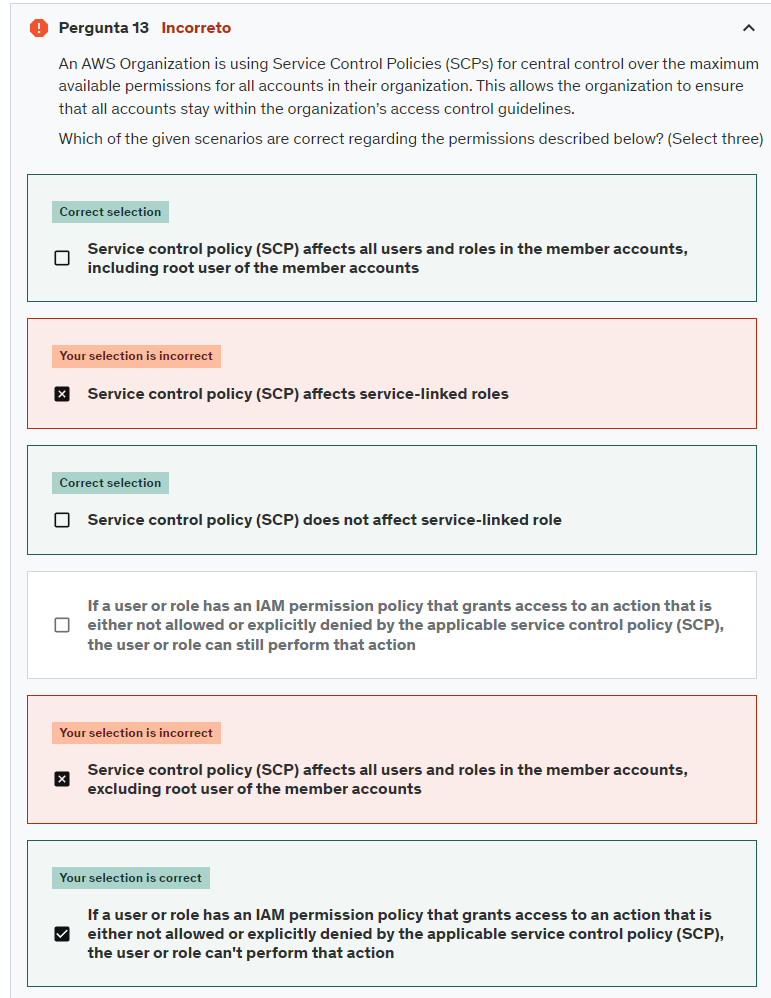 Pergunta 13 Incorreto
An AWS Organization is using Service Control Policies (SCPs) for central control over the maximum
available permissions for all accounts in their organization. This allows the organization to ensure
that all accounts stay within the organization’s access control guidelines.
Which of the given scenarios are correct regarding the permissions described below? (Select three)
Correct selection
Service control policy (SCP) affects all users and roles in the member accounts,
including root user of the member accounts
Your selection is incorrect
Service control policy (SCP) affects service-linked roles
Correct selection
Service control policy (SCP) does not affect service-linked role
If a user or role has an IAM permission policy that grants access to an action that is
either not allowed or explicitly denied by the applicable service control policy (SCP),
the user or role can still perform that action
Your selection is incorrect
Service control policy (SCP) affects all users and roles in the member accounts,
excluding root user of the member accounts
Your selection is correct
If a user or role has an IAM permission policy that grants access to an action that is
either not allowed or explicitly denied by the applicable service control policy (SCP),
the user or role can't perform that action